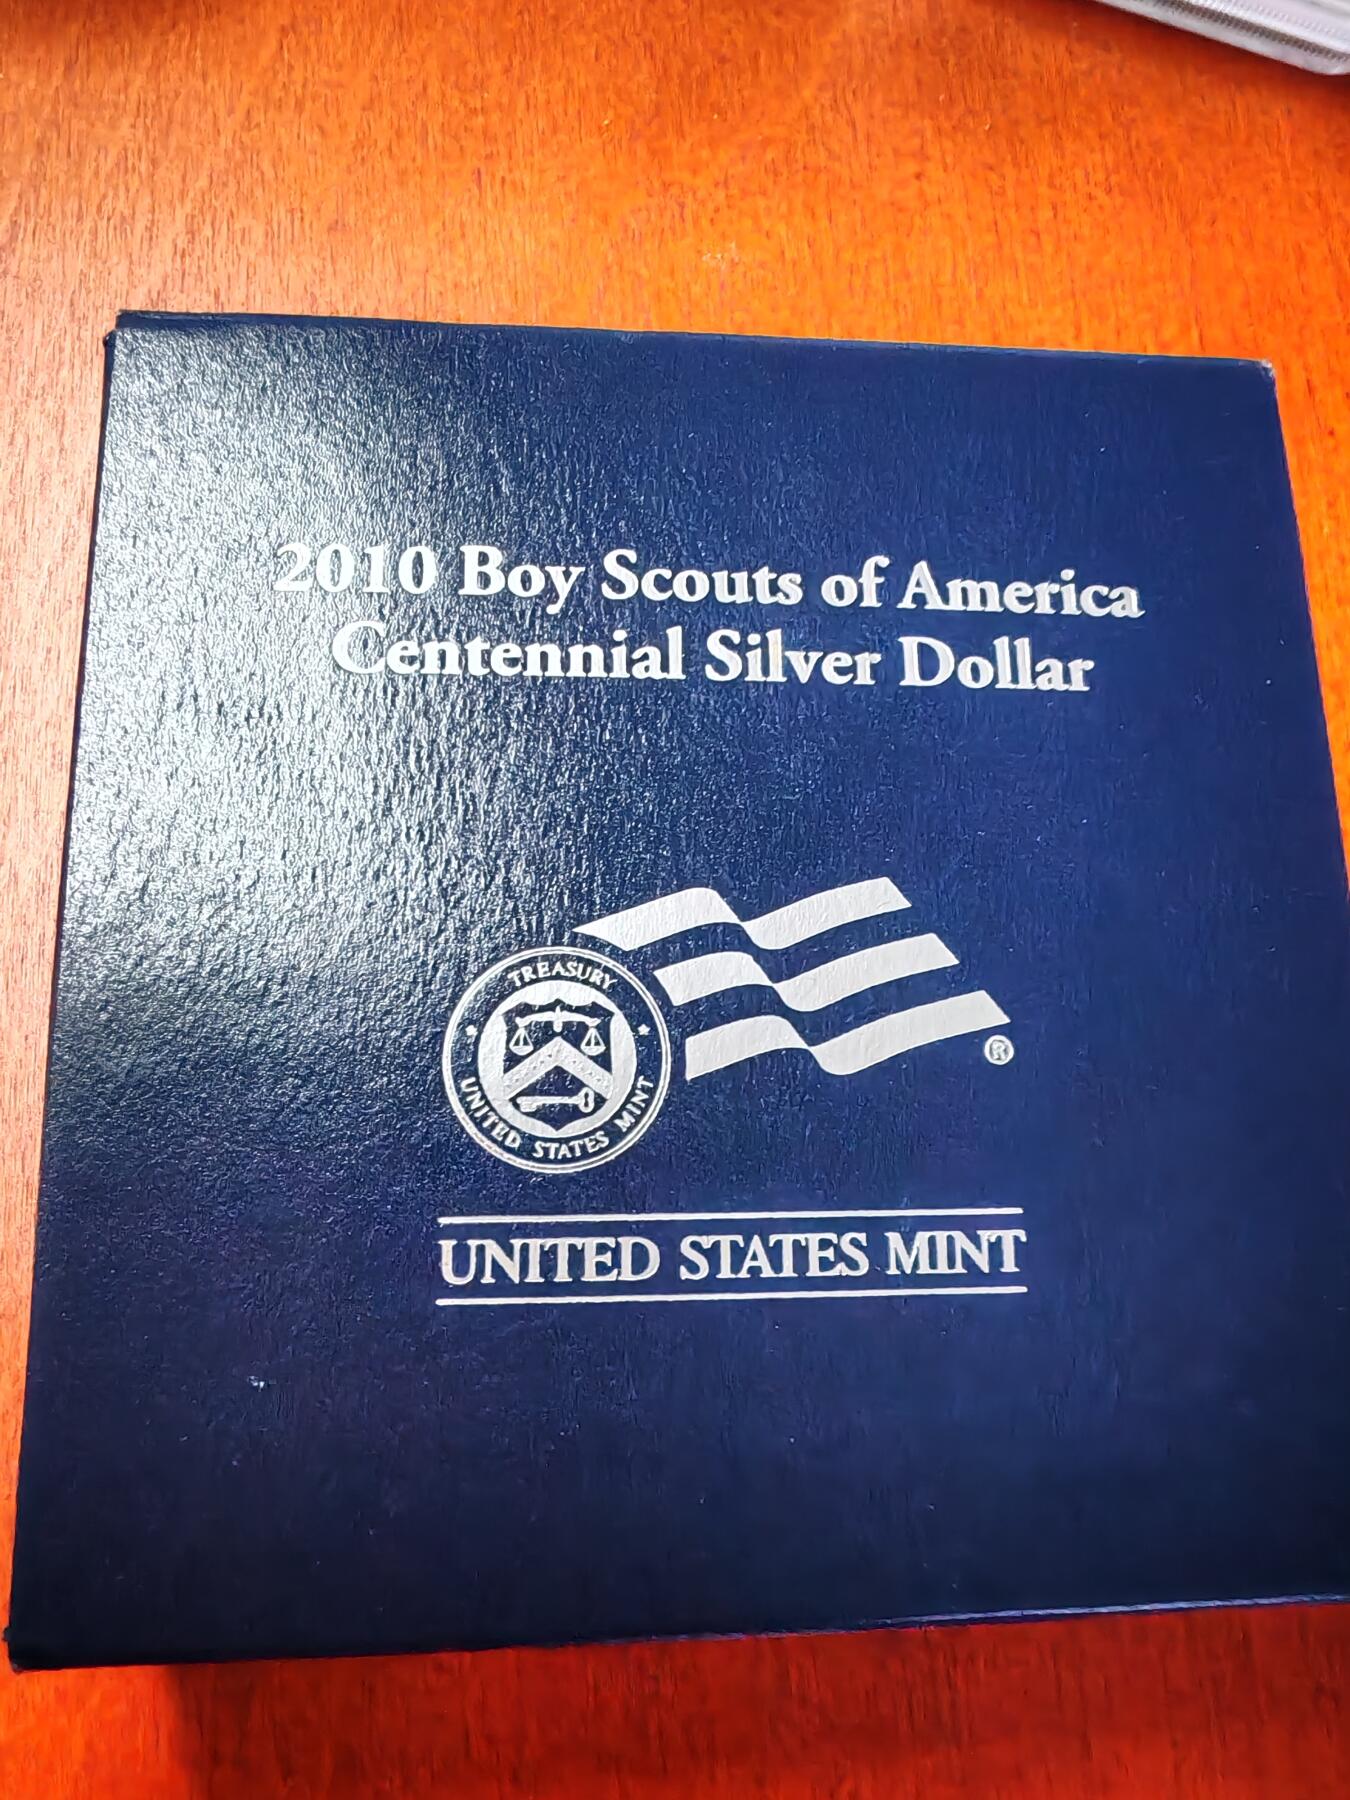 2010 Boy Scouts of America
Centennial Silver Dollar
TREASURY
UNITED STATES MINT
®
UNITED STATES MINT